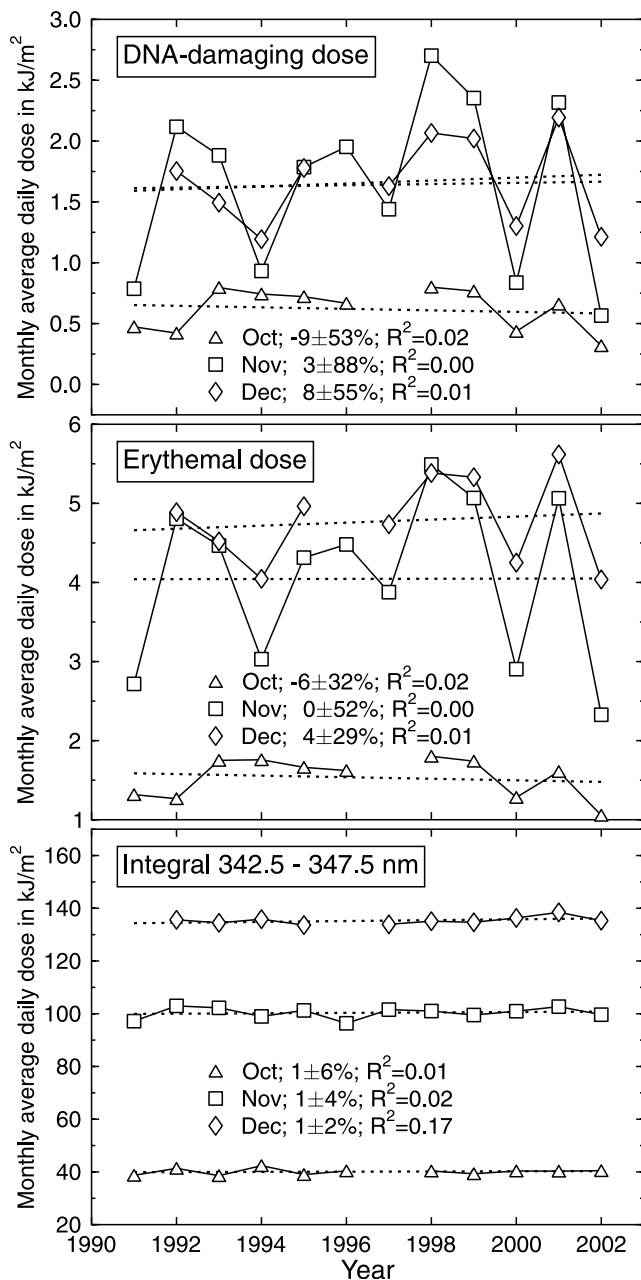 Monthly average daily dose in kJ/m²
3.0
2.5
2.0
1.5
1.0
0.5
0.0
DNA-damaging dose
Oct; -9±53%; R²=0.02
Nov; 3±88%; R²=0.00
Dec; 8±55%; R²=0.01
Monthly average daily dose in kJ/m²
6
5
4
3
2
1
Erythemal dose
Oct; -6±32%; R²=0.02
Nov; 0±52%; R²=0.00
Dec; 4±29%; R²=0.01
Monthly average daily dose in kJ/m²
160
140
120
100
80
60
40
20
Integral 342.5 - 347.5 nm
Oct; 1±6%; R²=0.01
Nov; 1±4%; R²=0.02
Dec; 1±2%; R²=0.17
1990 1992 1994 1996 1998 2000 2002
Year